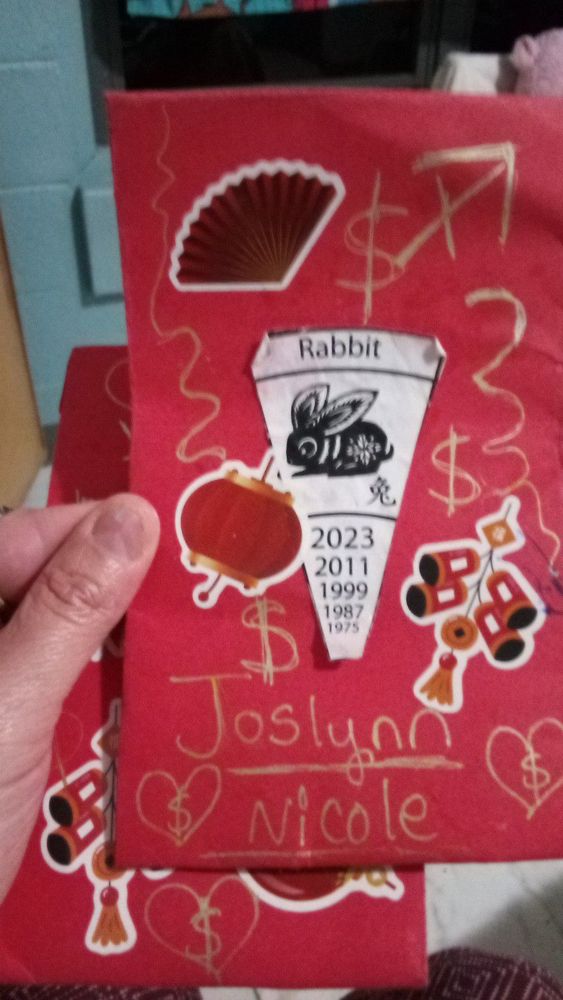 $
Rabbit
兔
$
2023
2011
1999
1987
1975
$
Joslynn
Nicole
$
$
$